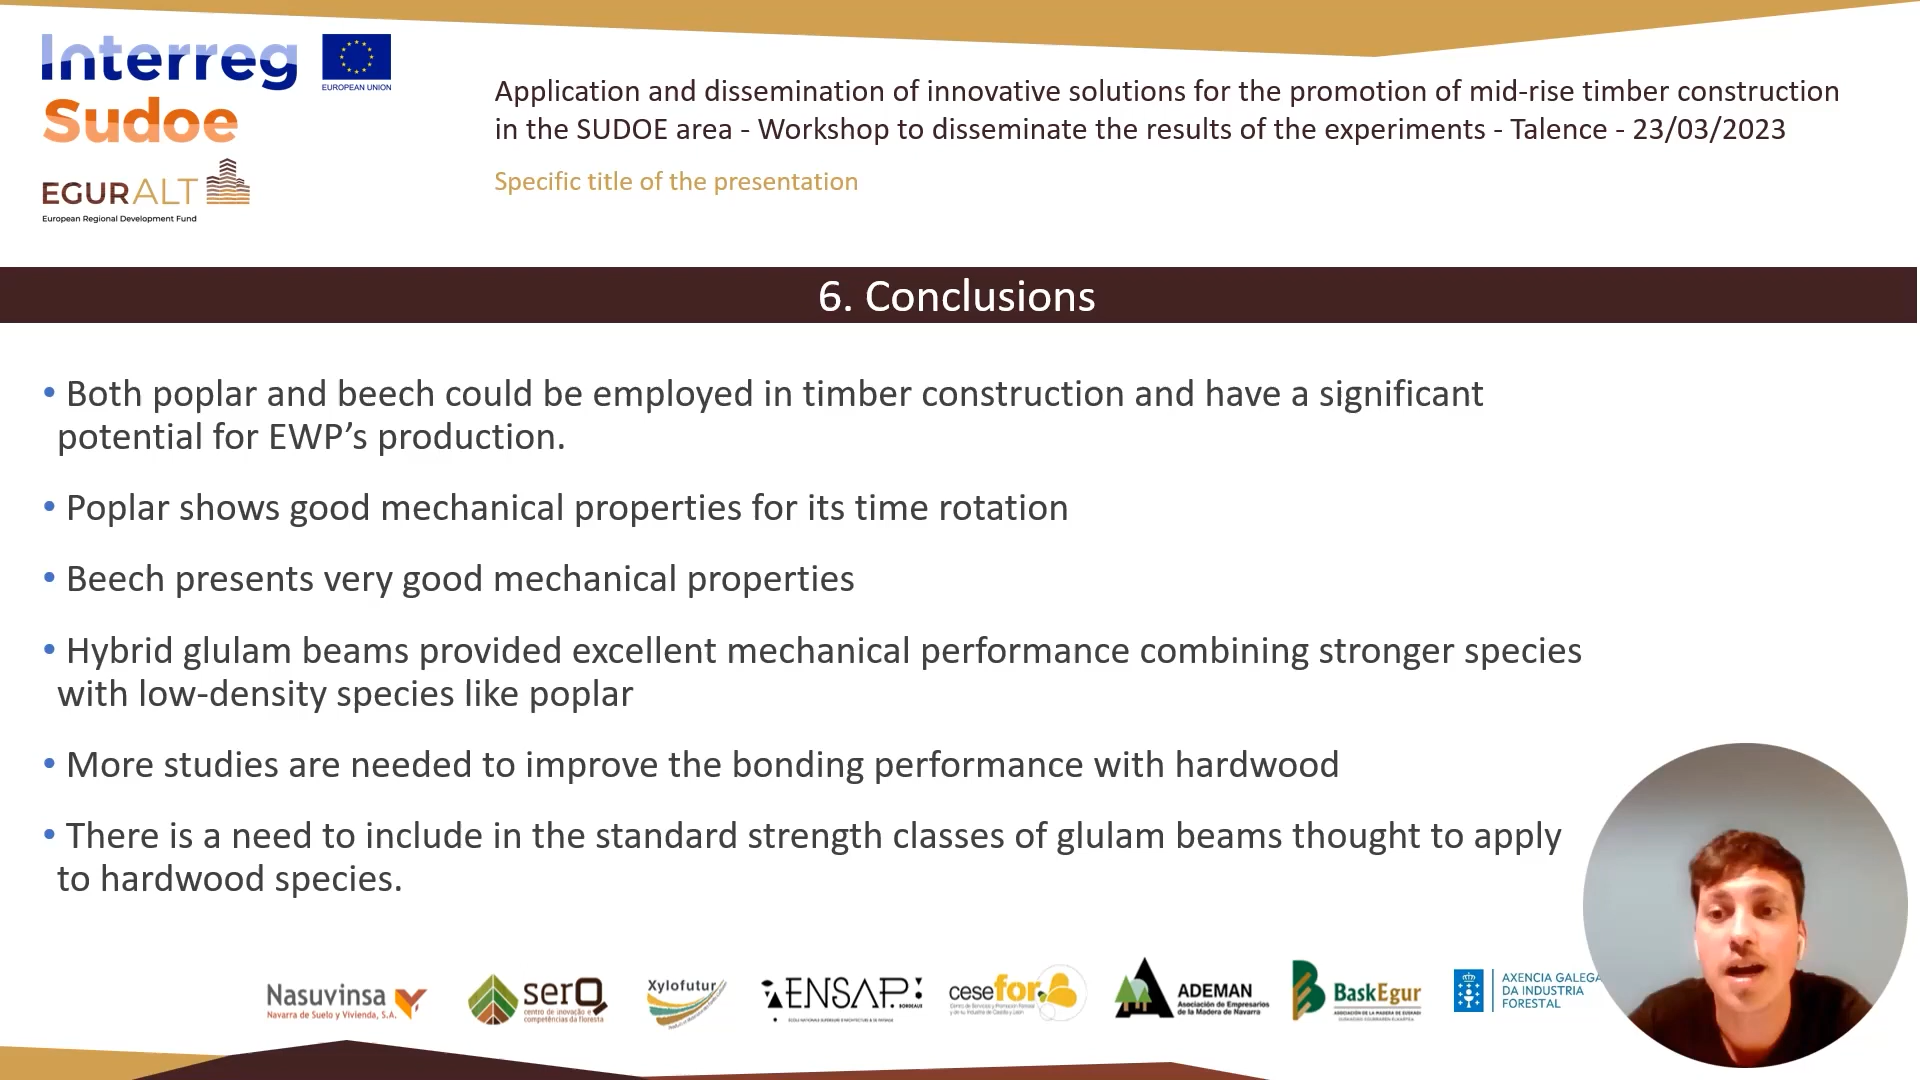 Interreg
EUROPEAN UNION
Sudoe
EGURALT
European Regional Development Fund
Application and dissemination of innovative solutions for the promotion of mid-rise timber construction
in the SUDOE area - Workshop to disseminate the results of the experiments - Talence - 23/03/2023
Specific title of the presentation
6. Conclusions
• Both poplar and beech could be employed in timber construction and have a significant
potential for EWP’s production.
• Poplar shows good mechanical properties for its time rotation
• Beech presents very good mechanical properties
• Hybrid glulam beams provided excellent mechanical performance combining stronger species
with low-density species like poplar
• More studies are needed to improve the bonding performance with hardwood
• There is a need to include in the standard strength classes of glulam beams thought to apply
to hardwood species.
Nasuvinsa
Navarra de Suelo y Vivienda, S.A.
serQ
centro de inovação e
competências da floresta
Xylofutur
ENSAP
BORDEAUX
cesefor
ADEMAN
Asociación de Empresarios
de la Madera de Navarra
BaskEgur
ASOCIACIÓN DE LA MADERA DE EUSKADI
AXENCIA GALEGA
DA INDUSTRIA
FORESTAL